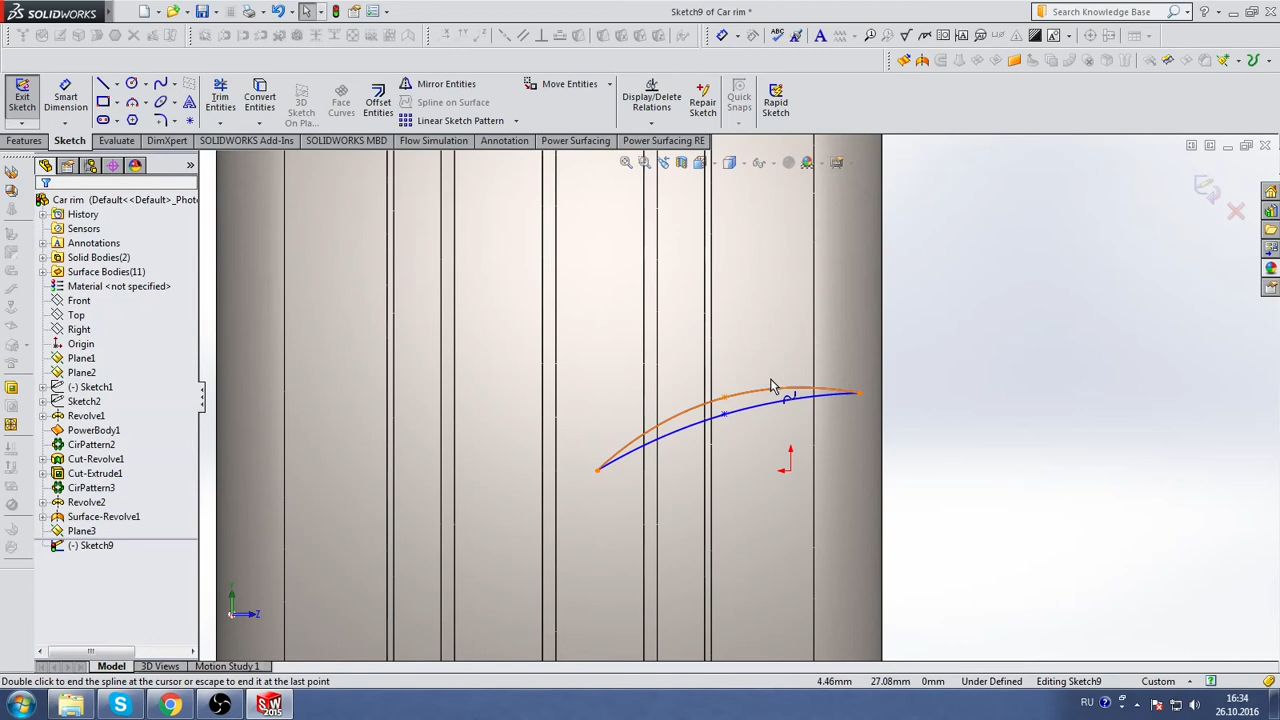 SOLIDWORKS
Sketch9 of Car rim *
Search Knowledge Base
Exit Sketch
Smart Dimension
Trim Entities
Convert Entities
3D Sketch On Pla...
Face Curves
Offset Entities
Mirror Entities
Spline on Surface
Linear Sketch Pattern
Move Entities
Display/Delete Relations
Repair Sketch
Quick Snaps
Rapid Sketch
Features
Sketch
Evaluate
DimXpert
SOLIDWORKS Add-Ins
SOLIDWORKS MBD
Flow Simulation
Annotation
Power Surfacing
Power Surfacing RE
Car rim (Default<<Default>_Phot
History
Sensors
Annotations
Solid Bodies(2)
Surface Bodies(11)
Material <not specified>
Front
Top
Right
Origin
Plane1
Plane2
(-) Sketch1
Sketch2
Revolve1
PowerBody1
CirPattern2
Cut-Revolve1
Cut-Extrude1
CirPattern3
Revolve2
Surface-Revolve1
Plane3
(-) Sketch9
Y
Z
Model
3D Views
Motion Study 1
Double click to end the spline at the cursor or escape to end it at the last point
4.46mm
27.08mm
0mm
Under Defined
Editing Sketch9
Custom
SW
2015
RU
16:34
26.10.2016